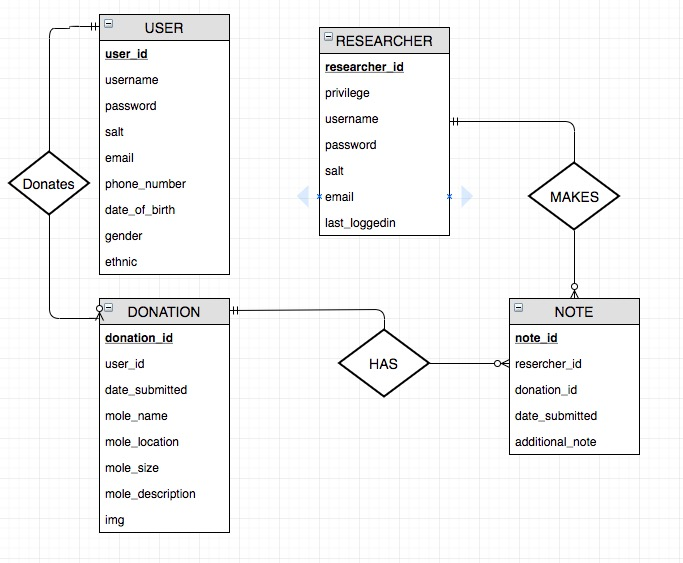 USER
user_id
username
password
salt
email
phone_number
date_of_birth
gender
ethnic
RESEARCHER
researcher_id
privilege
username
password
salt
email
last_loggedin
Donates
MAKES
DONATION
donation_id
user_id
date_submitted
mole_name
mole_location
mole_size
mole_description
img
HAS
NOTE
note_id
resercher_id
donation_id
date_submitted
additional_note